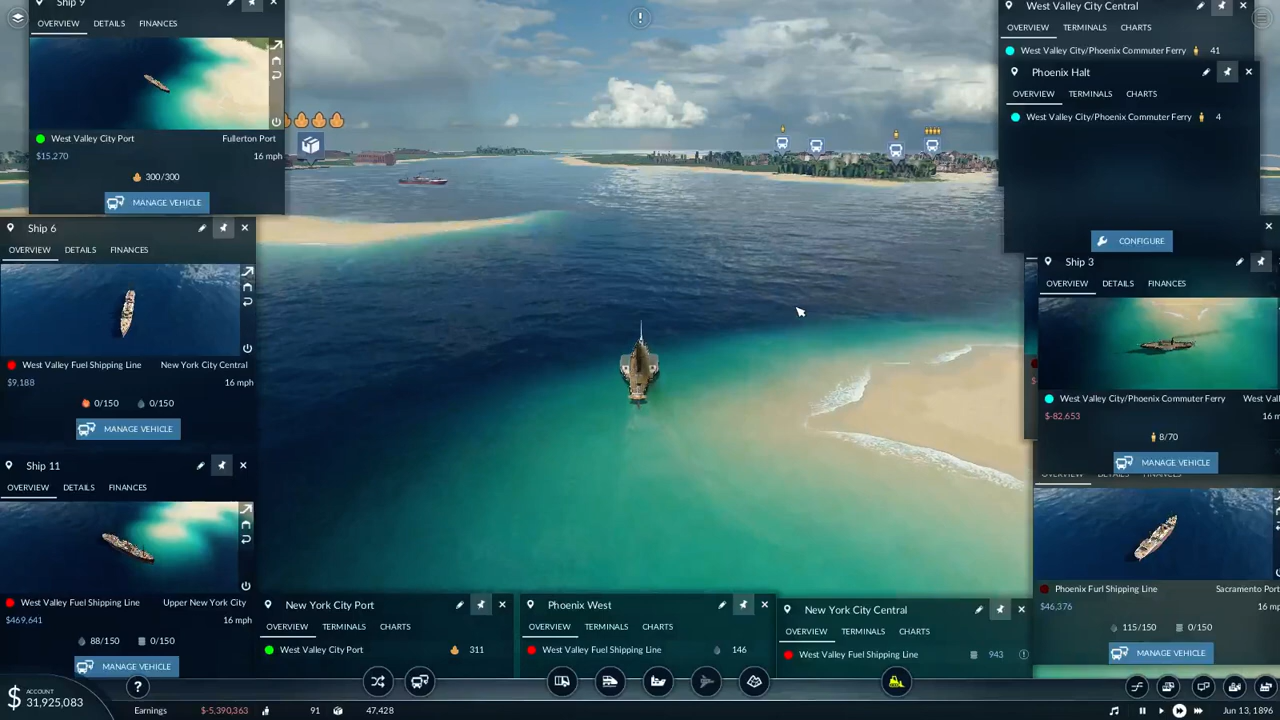 Ship 9
OVERVIEW DETAILS FINANCES
West Valley City Port Fullerton Port
$15,270 16 mph
300/300
MANAGE VEHICLE
Ship 6
OVERVIEW DETAILS FINANCES
West Valley Fuel Shipping Line New York City Central
$9,188 16 mph
0/150 0/150
MANAGE VEHICLE
Ship 11
OVERVIEW DETAILS FINANCES
West Valley Fuel Shipping Line Upper New York City
$469,641 16 mph
88/150 0/150
MANAGE VEHICLE
West Valley City Central
OVERVIEW TERMINALS CHARTS
West Valley City/Phoenix Commuter Ferry 41
Phoenix Halt
OVERVIEW TERMINALS CHARTS
West Valley City/Phoenix Commuter Ferry 4
CONFIGURE
Ship 3
OVERVIEW DETAILS FINANCES
West Valley City/Phoenix Commuter Ferry West Val
$-82,653 16 m
8/70
MANAGE VEHICLE
Phoenix Furl Shipping Line Sacramento Port
$46,376 16 mp
115/150 0/150
MANAGE VEHICLE
New York City Port
OVERVIEW TERMINALS CHARTS
West Valley City Port 311
Phoenix West
OVERVIEW TERMINALS CHARTS
West Valley Fuel Shipping Line 146
New York City Central
OVERVIEW TERMINALS CHARTS
West Valley Fuel Shipping Line 943
$ ACCOUNT
31,925,083
?
Earnings $-5,390,363 91 47,428
Jun 13, 1896